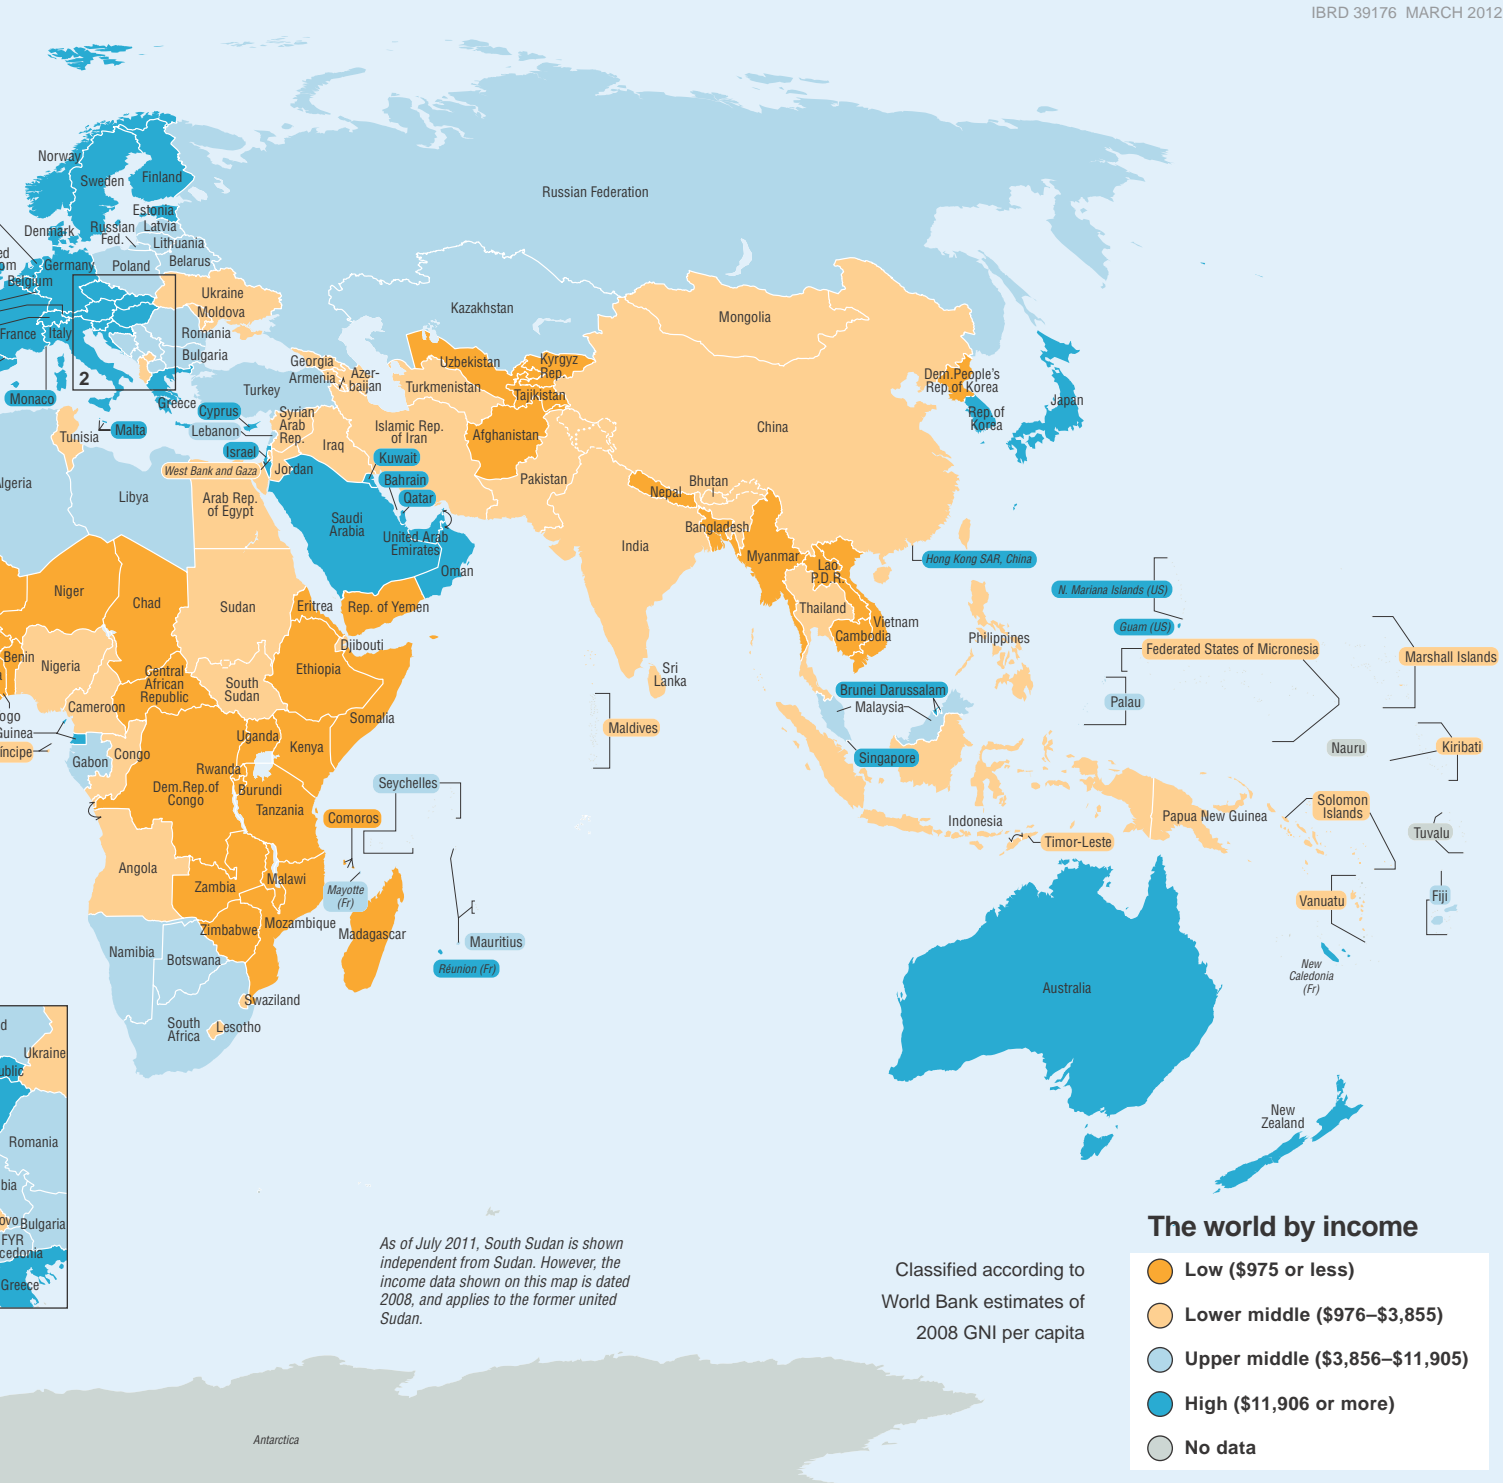 IBRD 39176 MARCH 2012
Norway
Sweden
Finland
Russian Federation
Estonia
Denmark
Russian
Fed.
Latvia
Lithuania
Germany
Poland
Belarus
Belgium
Ukraine
Moldova
Kazakhstan
Mongolia
France
Italy
Romania
Bulgaria
Georgia
Armenia
Azer-
baijan
Uzbekistan
Kyrgyz
Rep.
Turkmenistan
Tajikistan
2
Monaco
Turkey
Greece
Cyprus
Dem.People's
Rep.of Korea
Japan
Rep.of
Korea
Tunisia
Malta
Lebanon
Syrian
Arab
Rep.
Iraq
Islamic Rep.
of Iran
Afghanistan
China
Israel
West Bank and Gaza
Jordan
Kuwait
Bahrain
Qatar
Pakistan
Nepal
Bhutan
lgeria
Libya
Arab Rep.
of Egypt
Saudi
Arabia
United Arab
Emirates
Oman
India
Bangladesh
Myanmar
Lao
P.D.R.
Hong Kong SAR, China
Niger
Chad
Sudan
Eritrea
Rep. of Yemen
Thailand
Vietnam
Cambodia
Philippines
N. Mariana Islands (US)
Guam (US)
Federated States of Micronesia
Marshall Islands
Benin
Nigeria
Central
African
Republic
South
Sudan
Ethiopia
Djibouti
Sri
Lanka
Brunei Darussalam
Malaysia
Palau
ogo
Guinea
íncipe
Cameroon
Gabon
Congo
Uganda
Kenya
Somalia
Maldives
Singapore
Nauru
Kiribati
Rwanda
Burundi
Dem.Rep.of
Congo
Tanzania
Seychelles
Comoros
Indonesia
Papua New Guinea
Solomon
Islands
Timor-Leste
Tuvalu
Angola
Zambia
Malawi
Mayotte
(Fr)
Vanuatu
Fiji
Namibia
Botswana
Zimbabwe
Mozambique
Madagascar
Mauritius
Réunion (Fr)
New
Caledonia
(Fr)
Australia
Swaziland
South
Africa
Lesotho
d
Ukraine
ublic
Romania
bia
ovo
Bulgaria
FYR
cedonia
Greece
New
Zealand
As of July 2011, South Sudan is shown
independent from Sudan. However, the
income data shown on this map is dated
2008, and applies to the former united
Sudan.
Classified according to
World Bank estimates of
2008 GNI per capita
The world by income
Low ($975 or less)
Lower middle ($976–$3,855)
Upper middle ($3,856–$11,905)
High ($11,906 or more)
No data
Antarctica